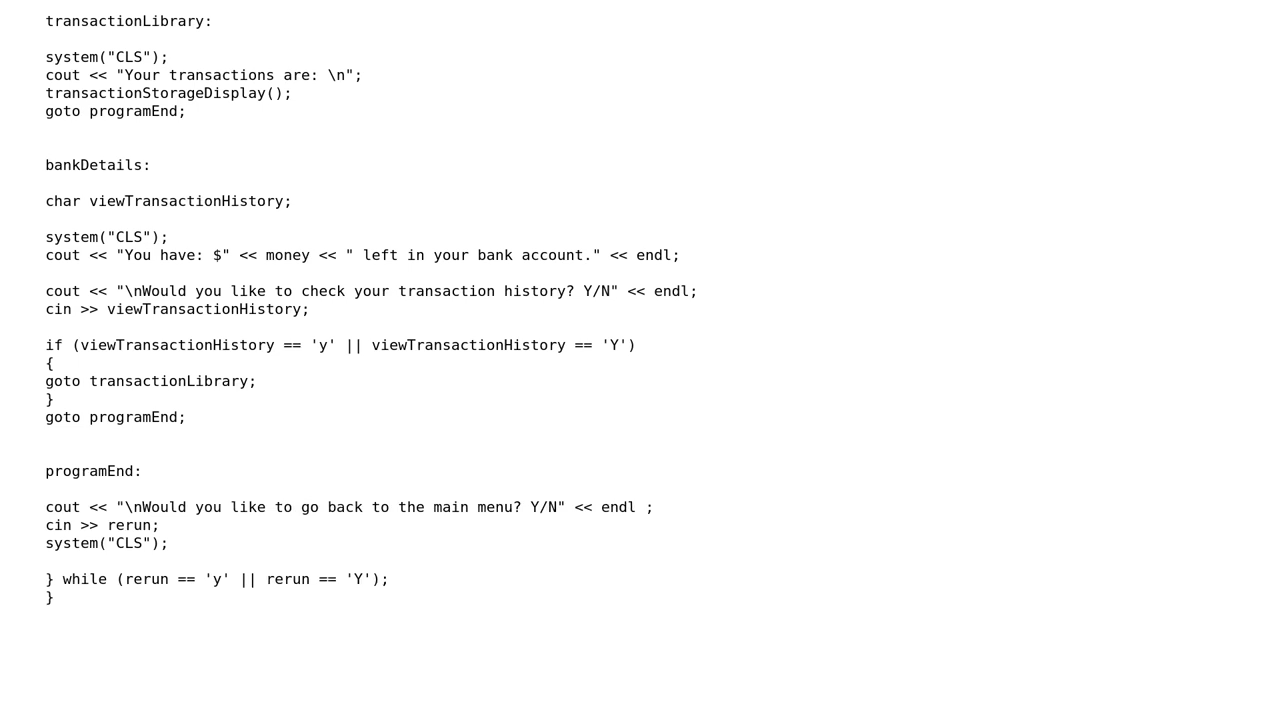 transactionLibrary:
system("CLS");
cout << "Your transactions are: \n";
transactionStorageDisplay();
goto programEnd;
bankDetails:
char viewTransactionHistory;
system("CLS");
cout << "You have: $" << money << " left in your bank account." << endl;
cout << "\nWould you like to check your transaction history? Y/N" << endl;
cin >> viewTransactionHistory;
if (viewTransactionHistory == 'y' || viewTransactionHistory == 'Y')
{
goto transactionLibrary;
}
goto programEnd;
programEnd:
cout << "\nWould you like to go back to the main menu? Y/N" << endl ;
cin >> rerun;
system("CLS");
} while (rerun == 'y' || rerun == 'Y');
}